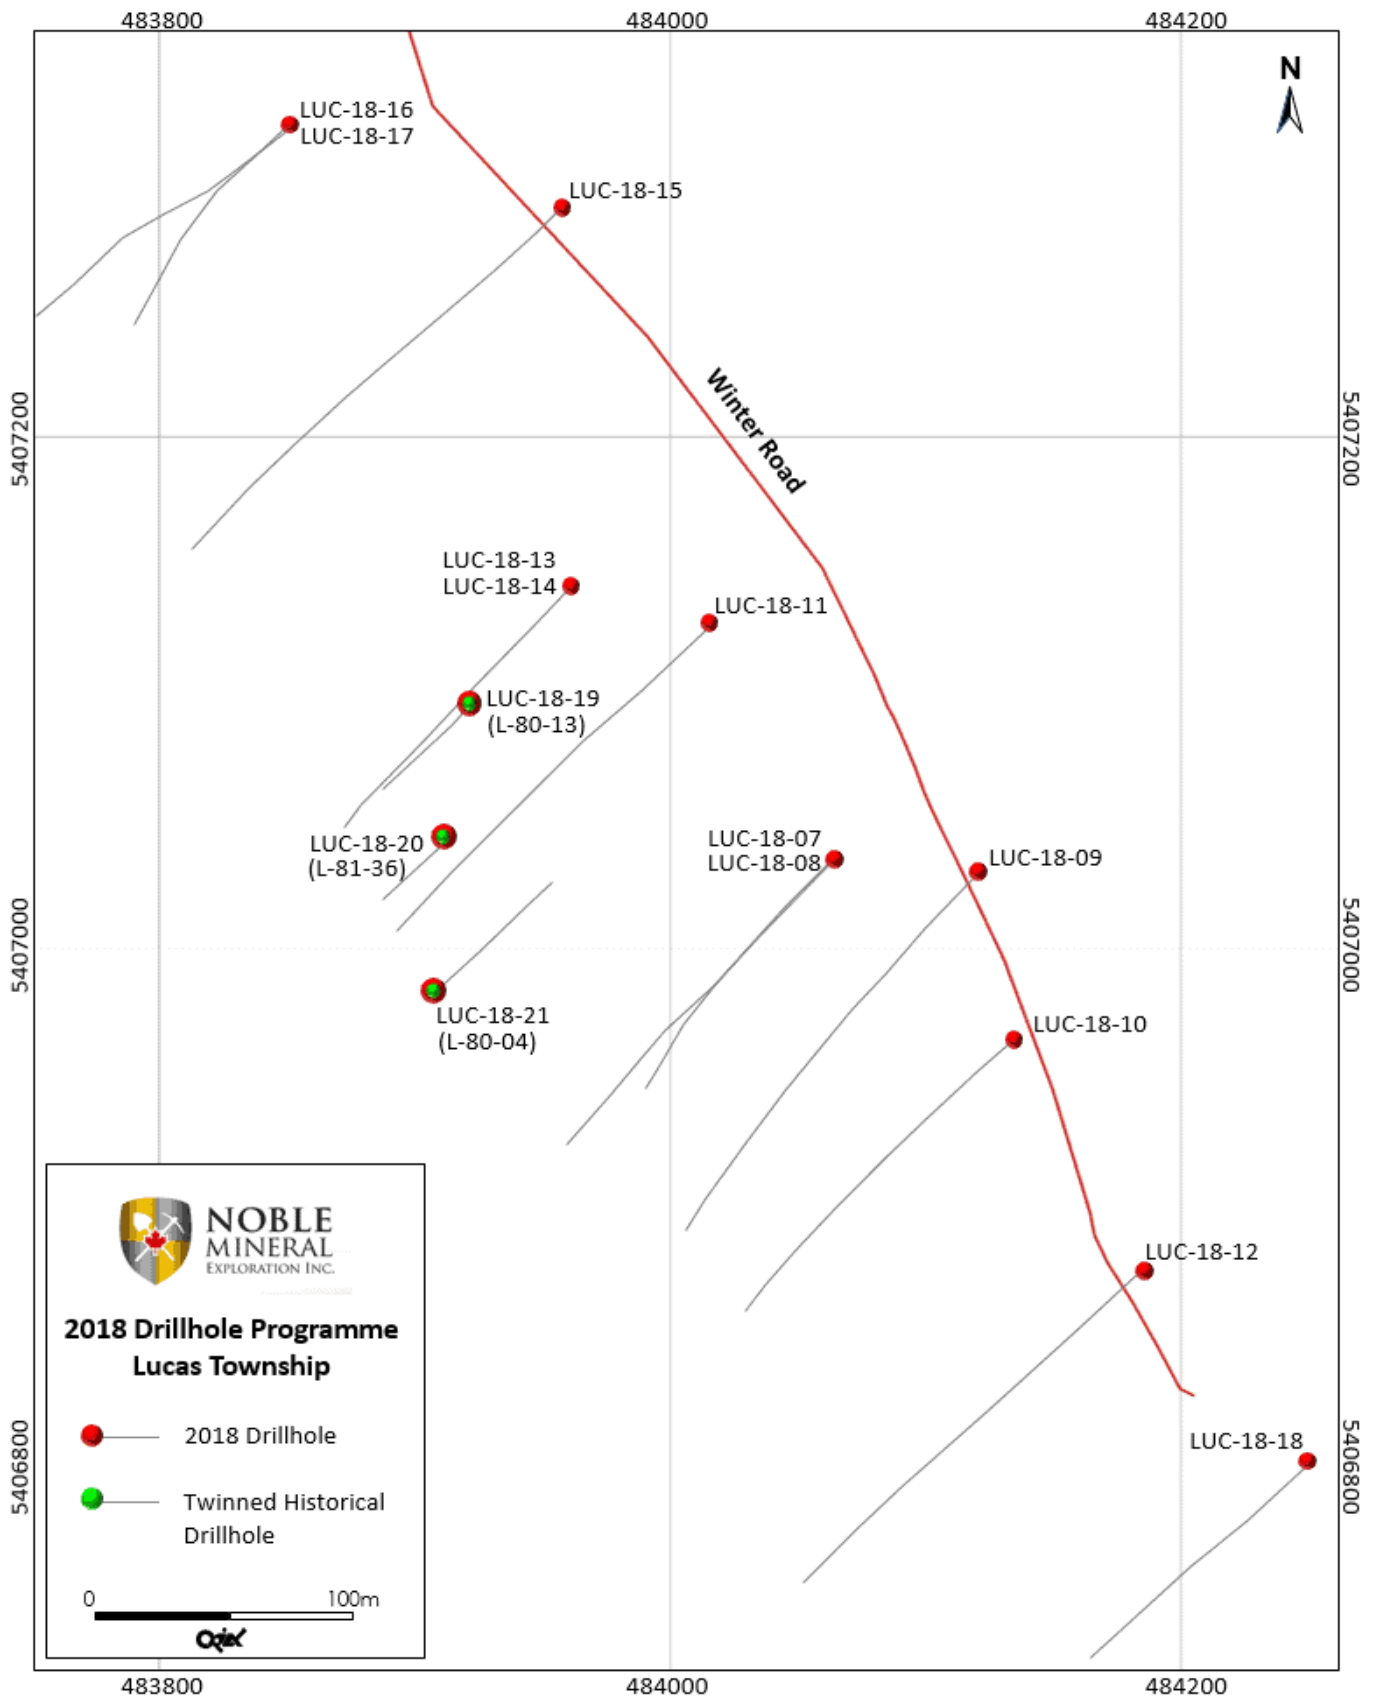 483800
484000
484200
N
LUC-18-16
LUC-18-17
LUC-18-15
Winter Road
5407200
5407200
LUC-18-13
LUC-18-14
LUC-18-11
LUC-18-19
(L-80-13)
LUC-18-20
(L-81-36)
LUC-18-07
LUC-18-08
LUC-18-09
5407000
5407000
LUC-18-21
(L-80-04)
LUC-18-10
LUC-18-12
LUC-18-18
5406800
5406800
NOBLE
MINERAL
EXPLORATION INC.
2018 Drillhole Programme
Lucas Township
2018 Drillhole
Twinned Historical
Drillhole
0
100m
483800
484000
484200